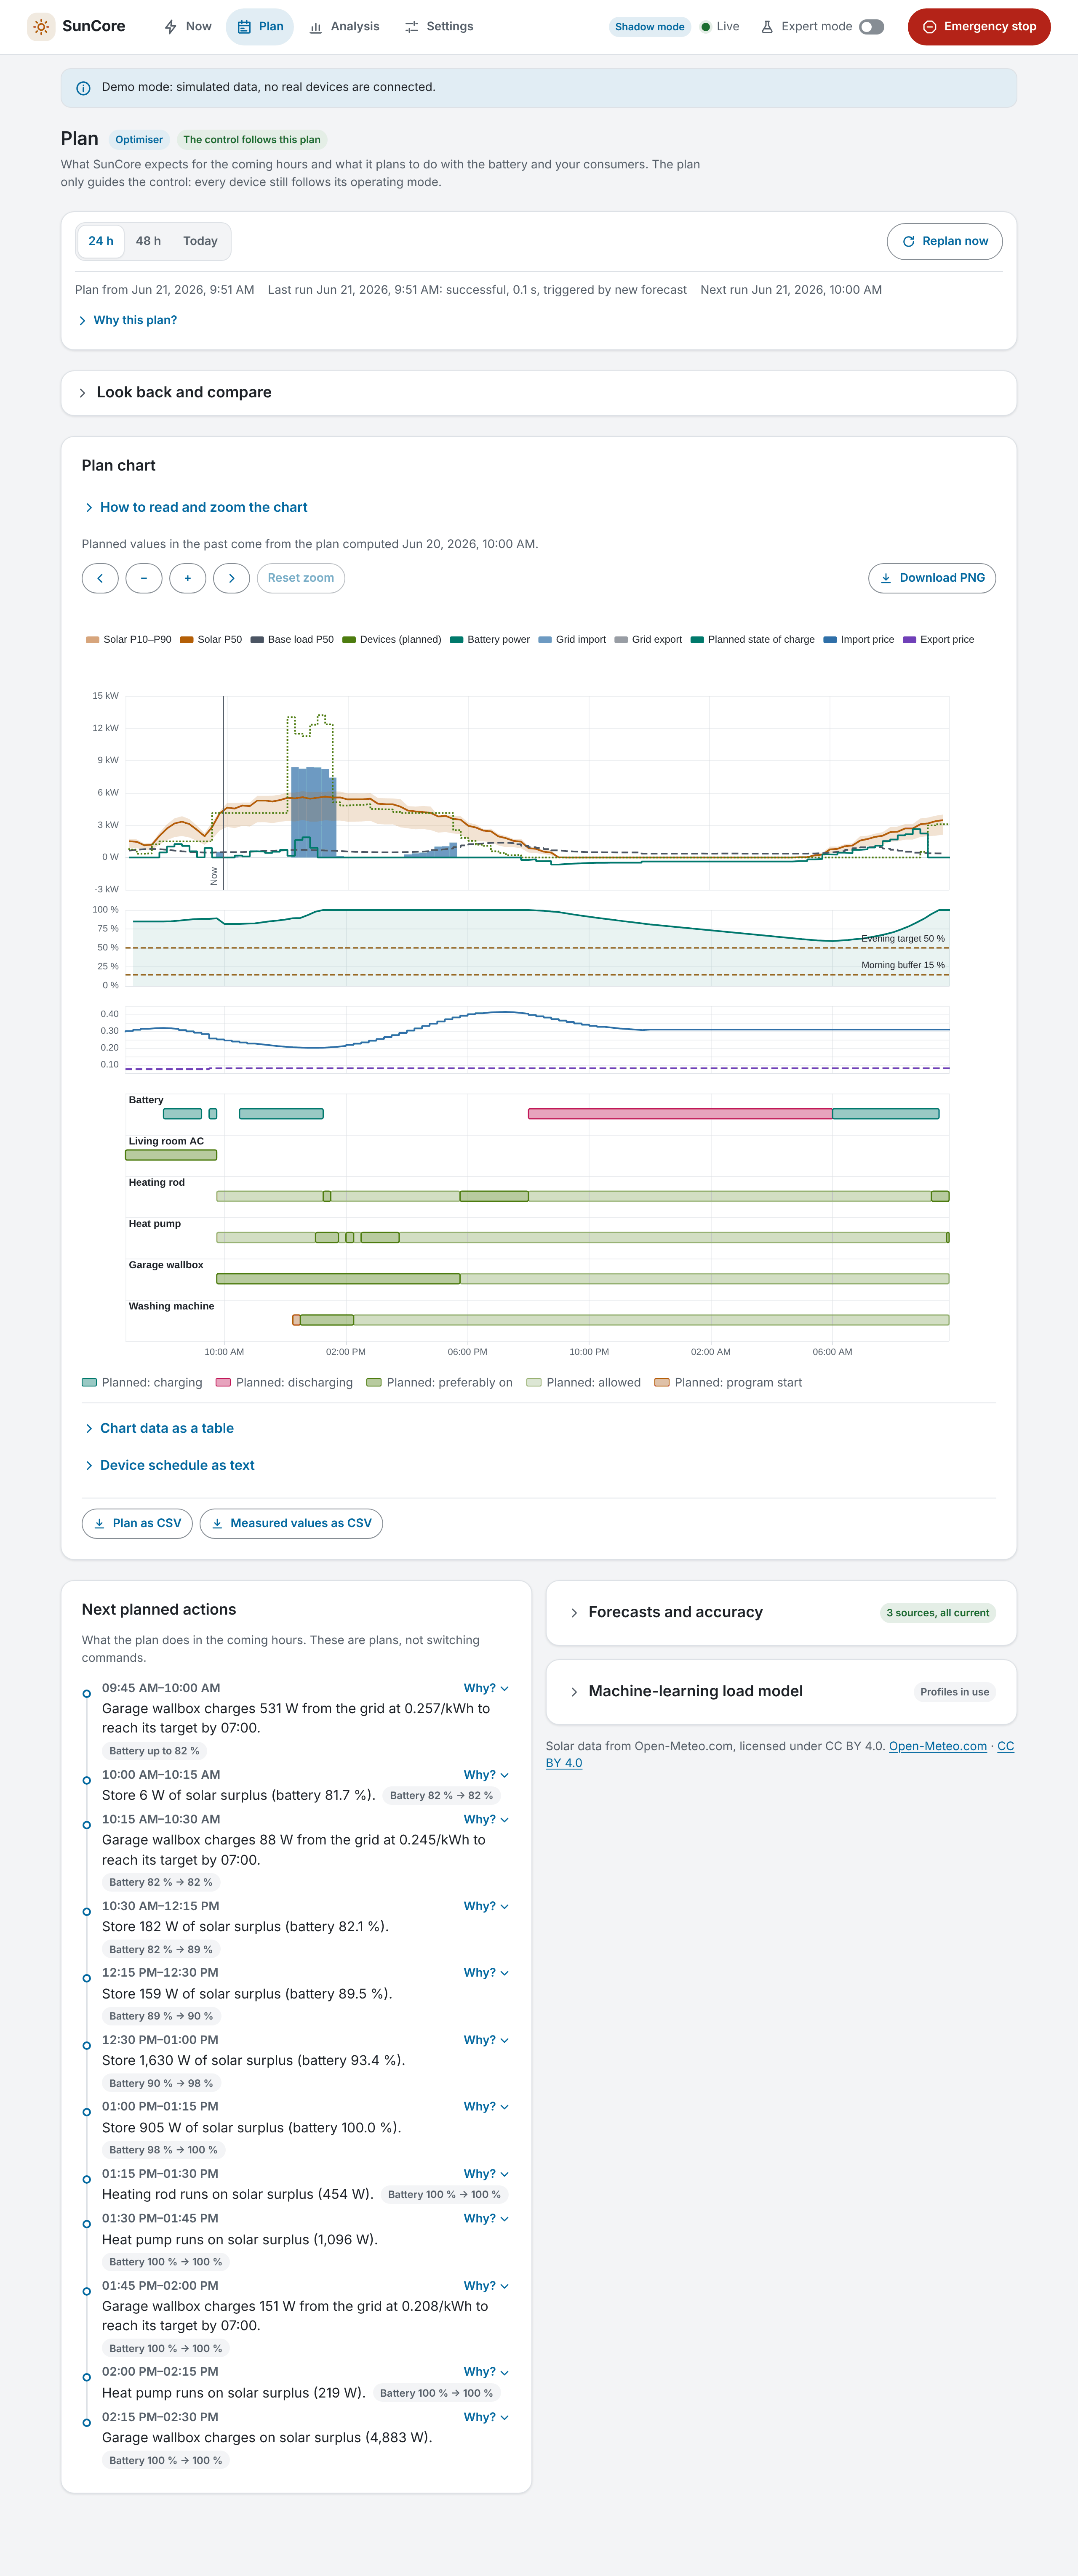 SunCore
Now
Plan
Analysis
Settings
Shadow mode
Live
Expert mode
Emergency stop
Demo mode: simulated data, no real devices are connected.
Plan
Optimiser
The control follows this plan
What SunCore expects for the coming hours and what it plans to do with the battery and your consumers. The plan
only guides the control: every device still follows its operating mode.
24 h
48 h
Today
Replan now
Plan from Jun 21, 2026, 9:51 AM
Last run Jun 21, 2026, 9:51 AM: successful, 0.1 s, triggered by new forecast
Next run Jun 21, 2026, 10:00 AM
Why this plan?
Look back and compare
Plan chart
How to read and zoom the chart
Planned values in the past come from the plan computed Jun 20, 2026, 10:00 AM.
−
+
Reset zoom
Download PNG
Solar P10–P90
Solar P50
Base load P50
Devices (planned)
Battery power
Grid import
Grid export
Planned state of charge
Import price
Export price
15 kW
12 kW
9 kW
6 kW
3 kW
0 W
-3 kW
Now
100 %
75 %
50 %
25 %
0 %
Evening target 50 %
Morning buffer 15 %
0.40
0.30
0.20
0.10
Battery
Living room AC
Heating rod
Heat pump
Garage wallbox
Washing machine
10:00 AM
02:00 PM
06:00 PM
10:00 PM
02:00 AM
06:00 AM
Planned: charging
Planned: discharging
Planned: preferably on
Planned: allowed
Planned: program start
Chart data as a table
Device schedule as text
Plan as CSV
Measured values as CSV
Next planned actions
What the plan does in the coming hours. These are plans, not switching
commands.
09:45 AM–10:00 AM
Why?
Garage wallbox charges 531 W from the grid at 0.257/kWh to
reach its target by 07:00.
Battery up to 82 %
10:00 AM–10:15 AM
Why?
Store 6 W of solar surplus (battery 81.7 %).
Battery 82 % → 82 %
10:15 AM–10:30 AM
Why?
Garage wallbox charges 88 W from the grid at 0.245/kWh to
reach its target by 07:00.
Battery 82 % → 82 %
10:30 AM–12:15 PM
Why?
Store 182 W of solar surplus (battery 82.1 %).
Battery 82 % → 89 %
12:15 PM–12:30 PM
Why?
Store 159 W of solar surplus (battery 89.5 %).
Battery 89 % → 90 %
12:30 PM–01:00 PM
Why?
Store 1,630 W of solar surplus (battery 93.4 %).
Battery 90 % → 98 %
01:00 PM–01:15 PM
Why?
Store 905 W of solar surplus (battery 100.0 %).
Battery 98 % → 100 %
01:15 PM–01:30 PM
Why?
Heating rod runs on solar surplus (454 W).
Battery 100 % → 100 %
01:30 PM–01:45 PM
Why?
Heat pump runs on solar surplus (1,096 W).
Battery 100 % → 100 %
01:45 PM–02:00 PM
Why?
Garage wallbox charges 151 W from the grid at 0.208/kWh to
reach its target by 07:00.
Battery 100 % → 100 %
02:00 PM–02:15 PM
Why?
Heat pump runs on solar surplus (219 W).
Battery 100 % → 100 %
02:15 PM–02:30 PM
Why?
Garage wallbox charges on solar surplus (4,883 W).
Battery 100 % → 100 %
Forecasts and accuracy
3 sources, all current
Machine-learning load model
Profiles in use
Solar data from Open-Meteo.com, licensed under CC BY 4.0. Open-Meteo.com · CC
BY 4.0